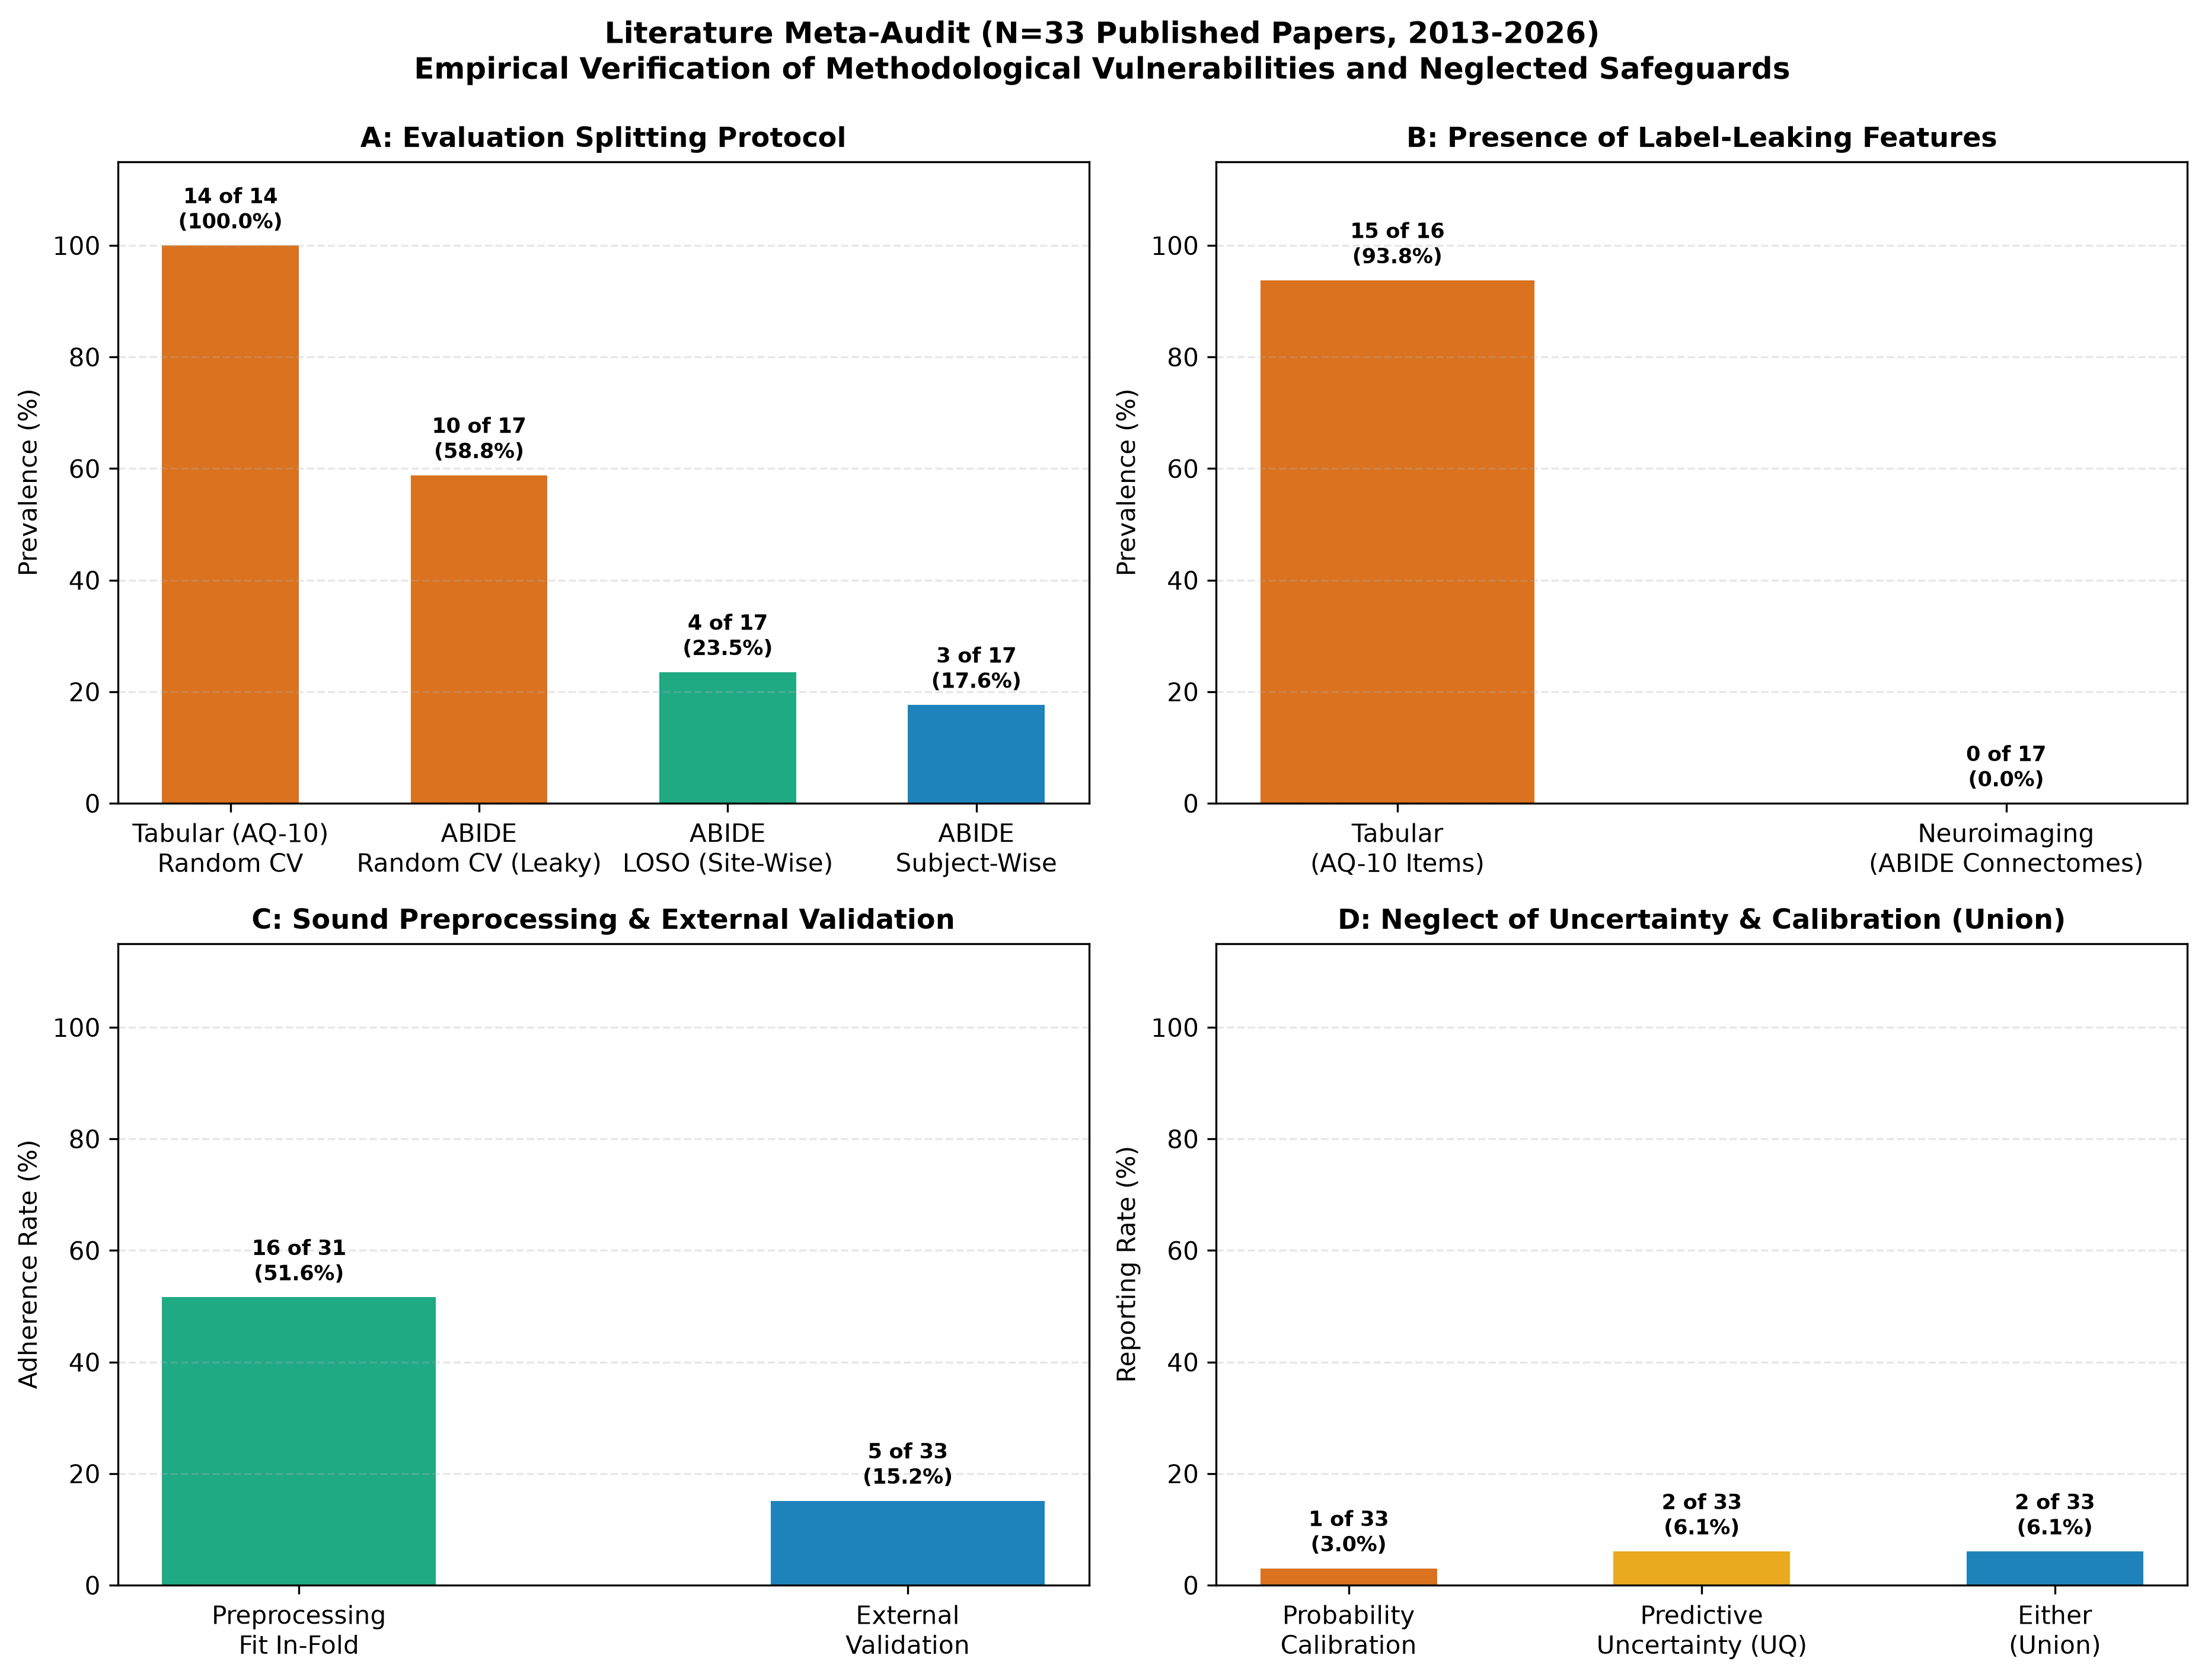 Literature Meta-Audit (N=33 Published Papers, 2013-2026)
Empirical Verification of Methodological Vulnerabilities and Neglected Safeguards
A: Evaluation Splitting Protocol
Prevalence (%)
100
80
60
40
20
0
14 of 14
(100.0%)
10 of 17
(58.8%)
4 of 17
(23.5%)
3 of 17
(17.6%)
Tabular (AQ-10)
Random CV
ABIDE
Random CV (Leaky)
ABIDE
LOSO (Site-Wise)
ABIDE
Subject-Wise
B: Presence of Label-Leaking Features
Prevalence (%)
100
80
60
40
20
0
15 of 16
(93.8%)
0 of 17
(0.0%)
Tabular
(AQ-10 Items)
Neuroimaging
(ABIDE Connectomes)
C: Sound Preprocessing & External Validation
Adherence Rate (%)
100
80
60
40
20
0
16 of 31
(51.6%)
5 of 33
(15.2%)
Preprocessing
Fit In-Fold
External
Validation
D: Neglect of Uncertainty & Calibration (Union)
Reporting Rate (%)
100
80
60
40
20
0
1 of 33
(3.0%)
2 of 33
(6.1%)
2 of 33
(6.1%)
Probability
Calibration
Predictive
Uncertainty (UQ)
Either
(Union)